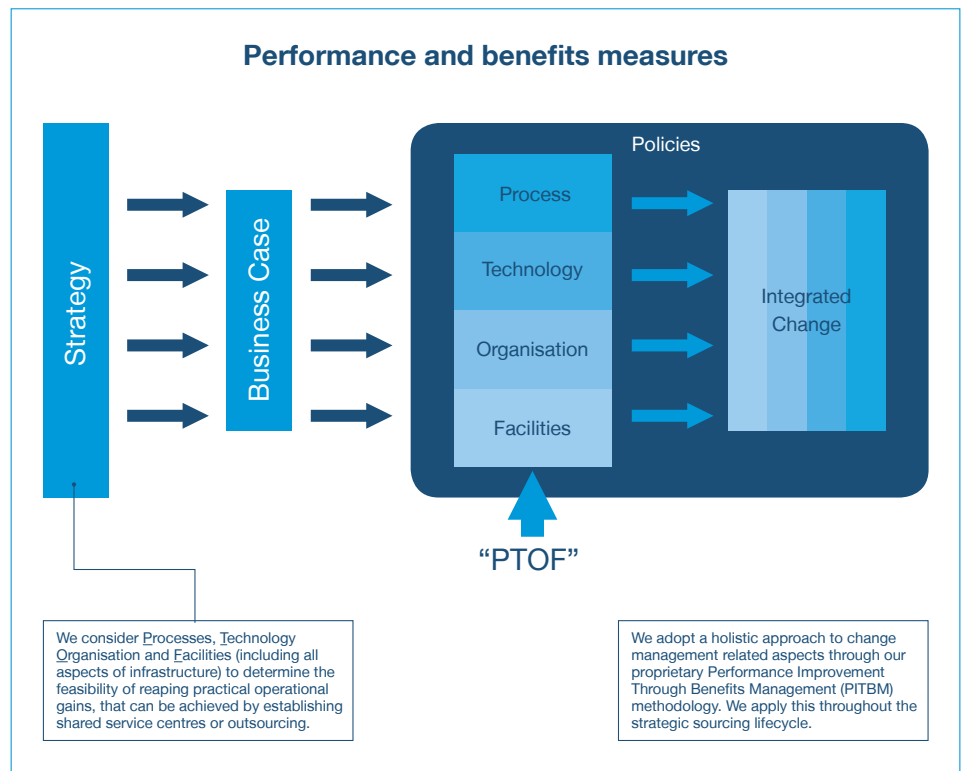 Performance and benefits measures
Strategy
Business Case
Policies
Process
Technology
Organisation
Facilities
Integrated
Change
“PTOF”
We consider Processes, Technology
Organisation and Facilities (including all
aspects of infrastructure) to determine the
feasibility of reaping practical operational
gains, that can be achieved by establishing
shared service centres or outsourcing.
We adopt a holistic approach to change
management related aspects through our
proprietary Performance Improvement
Through Benefits Management (PITBM)
methodology. We apply this throughout the
strategic sourcing lifecycle.